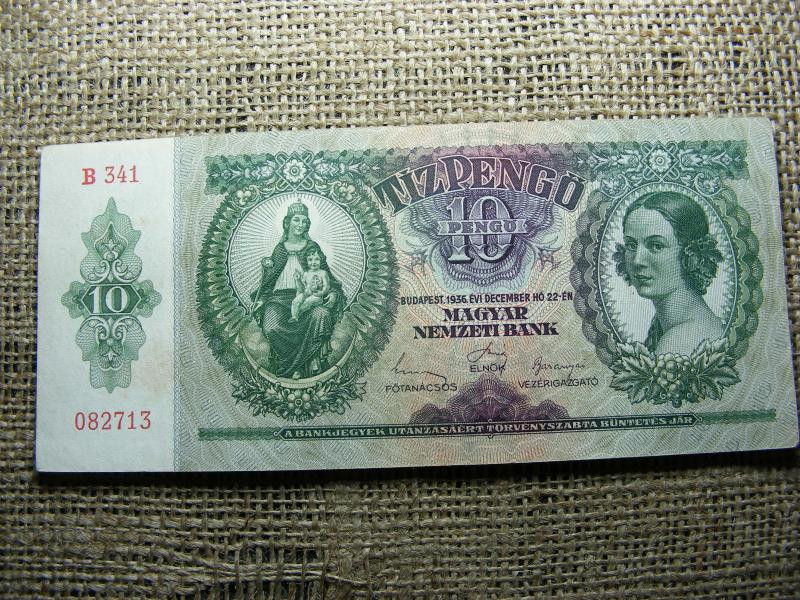 B 341
10
082713
TÍZ PENGŐ
10
PENGŐ
BUDAPEST, 1936. ÉVI DECEMBER HÓ 22-ÉN
MAGYAR
NEMZETI BANK
FŐTANÁCSOS
ELNÖK
VEZÉRIGAZGATÓ
A BANKJEGYEK UTÁNZÁSÁÉRT TÖRVÉNYSZABTA BÜNTETÉS JÁR